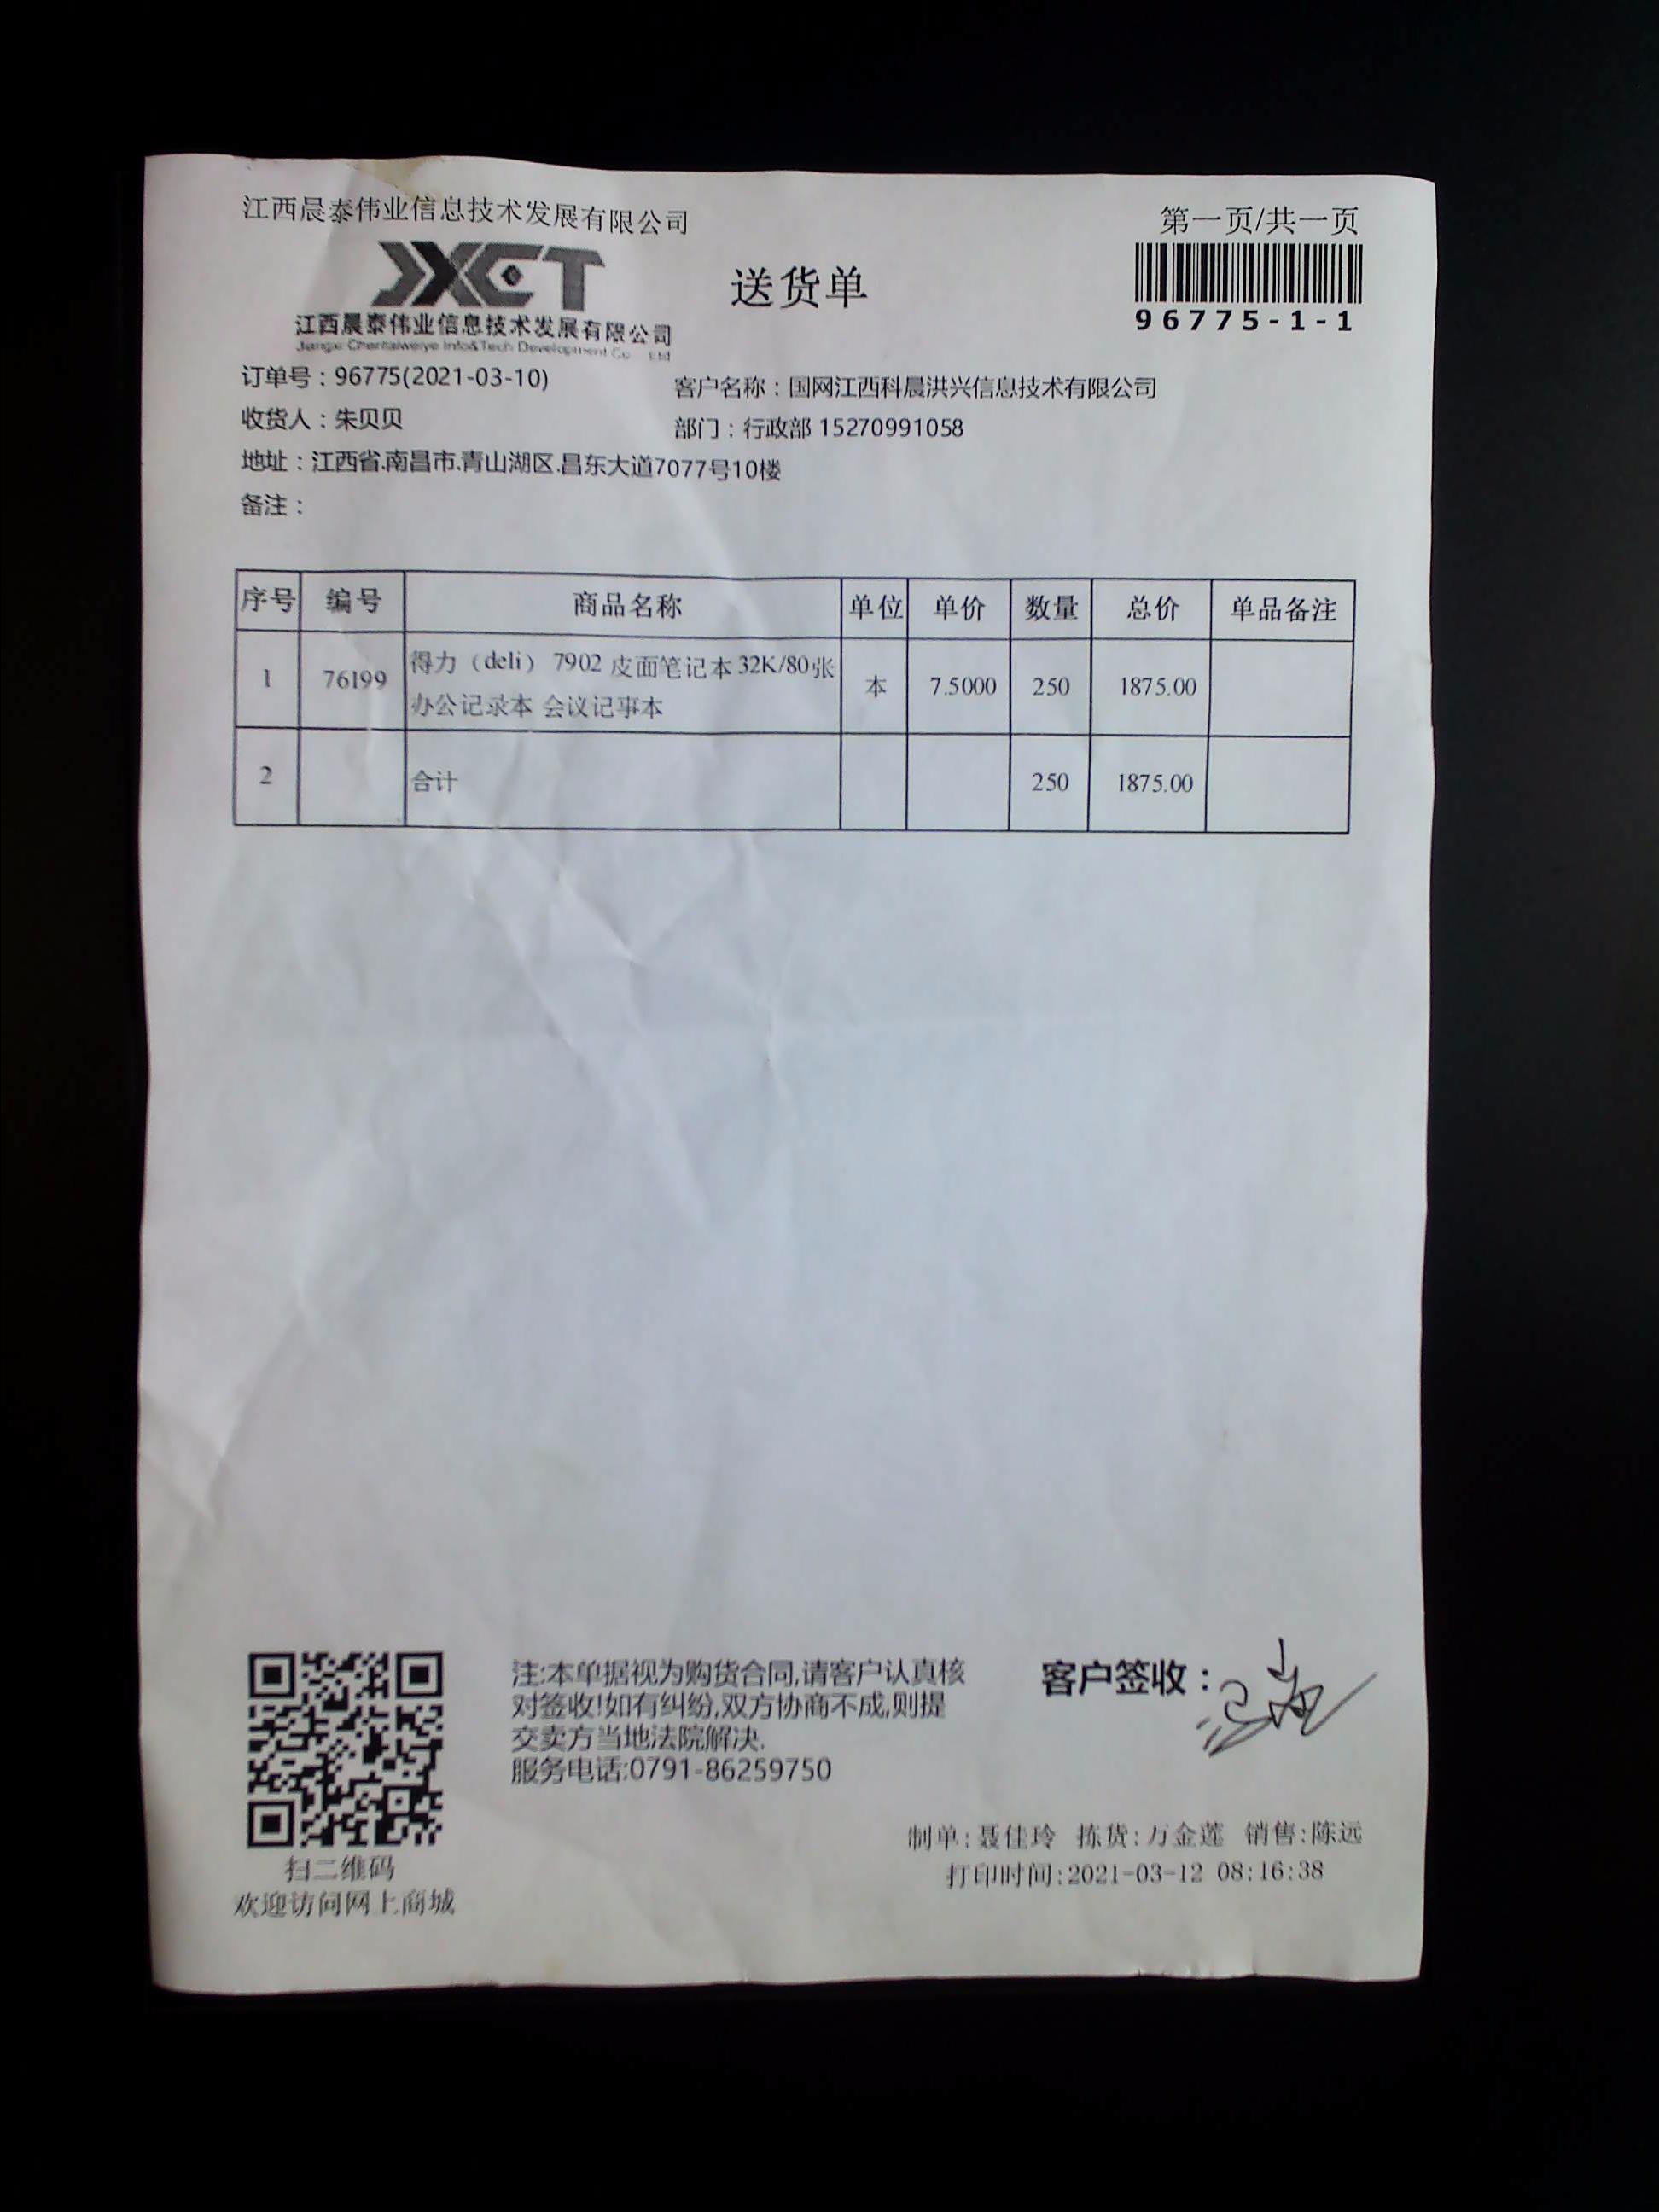 江西晨泰伟业信息技术发展有限公司
第一页/共一页
JXCT
送货单
96775-1-1
江西晨泰伟业信息技术发展有限公司
Jiangxi Chentaiweiye Info&Tech Development Co Ltd
订单号：96775(2021-03-10)
客户名称：国网江西科晨洪兴信息技术有限公司
收货人：朱贝贝
部门：行政部 15270991058
地址：江西省.南昌市.青山湖区.昌东大道7077号10楼
备注：
序号 编号 商品名称 单位 单价 数量 总价 单品备注
1 76199 得力（deli） 7902 皮面笔记本 32K/80张 本 7.5000 250 1875.00
办公记录本 会议记事本
2 合计 250 1875.00
注:本单据视为购货合同,请客户认真核
对签收!如有纠纷,双方协商不成,则提
交卖方当地法院解决.
服务电话:0791-86259750
客户签收：
制单:聂佳玲 拣货:万金莲 销售:陈远
打印时间:2021-03-12 08:16:38
扫二维码
欢迎访问网上商城